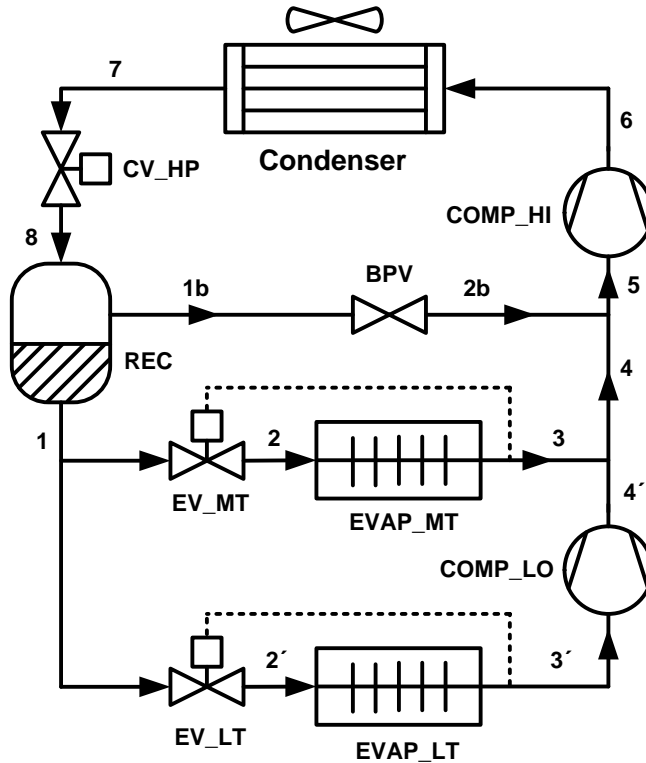 7
6
Condenser
CV_HP
COMP_HI
8
1b
BPV
2b
5
REC
4
1
2
3
EV_MT
EVAP_MT
4´
COMP_LO
2´
3´
EV_LT
EVAP_LT